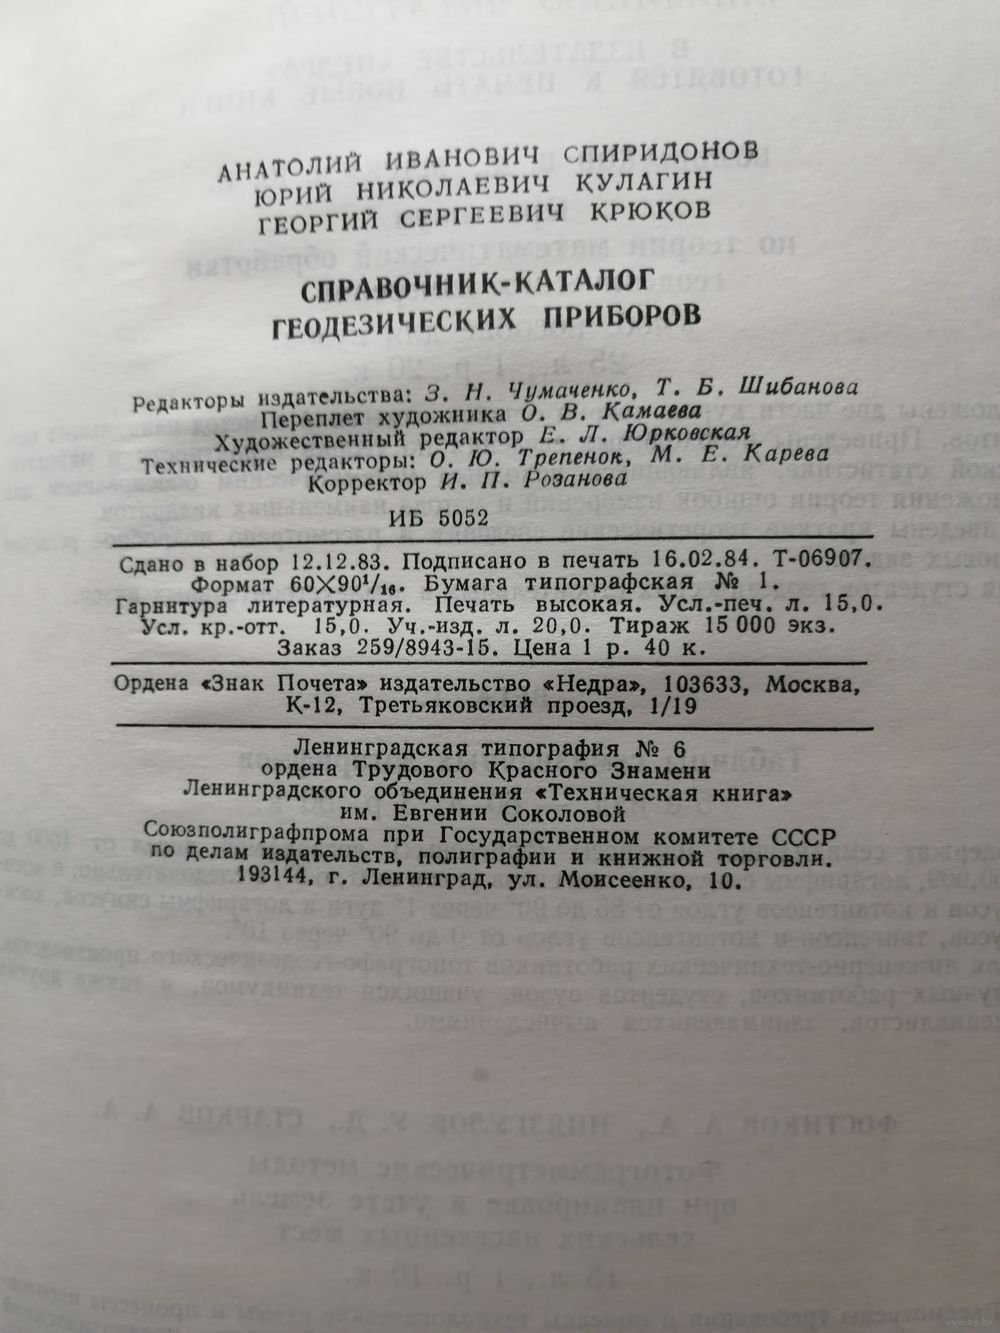 АНАТОЛИЙ ИВАНОВИЧ СПИРИДОНОВ
ЮРИЙ НИКОЛАЕВИЧ КУЛАГИН
ГЕОРГИЙ СЕРГЕЕВИЧ КРЮКОВ
СПРАВОЧНИК-КАТАЛОГ
ГЕОДЕЗИЧЕСКИХ ПРИБОРОВ
Редакторы издательства: З. Н. Чумаченко, Т. Б. Шибанова
Переплет художника О. В. Камаева
Художественный редактор Е. Л. Юрковская
Технические редакторы: О. Ю. Трепенок, М. Е. Карева
Корректор И. П. Розанова
ИБ 5052
Сдано в набор 12.12.83. Подписано в печать 16.02.84. Т-06907.
Формат 60×90¹/₁₆. Бумага типографская № 1.
Гарнитура литературная. Печать высокая. Усл.-печ. л. 15,0.
Усл. кр.-отт. 15,0. Уч.-изд. л. 20,0. Тираж 15 000 экз.
Заказ 259/8943-15. Цена 1 р. 40 к.
Ордена «Знак Почета» издательство «Недра», 103633, Москва,
К-12, Третьяковский проезд, 1/19
Ленинградская типография № 6
ордена Трудового Красного Знамени
Ленинградского объединения «Техническая книга»
им. Евгении Соколовой
Союзполиграфпрома при Государственном комитете СССР
по делам издательств, полиграфии и книжной торговли.
193144, г. Ленинград, ул. Моисеенко, 10.
www.ay.by